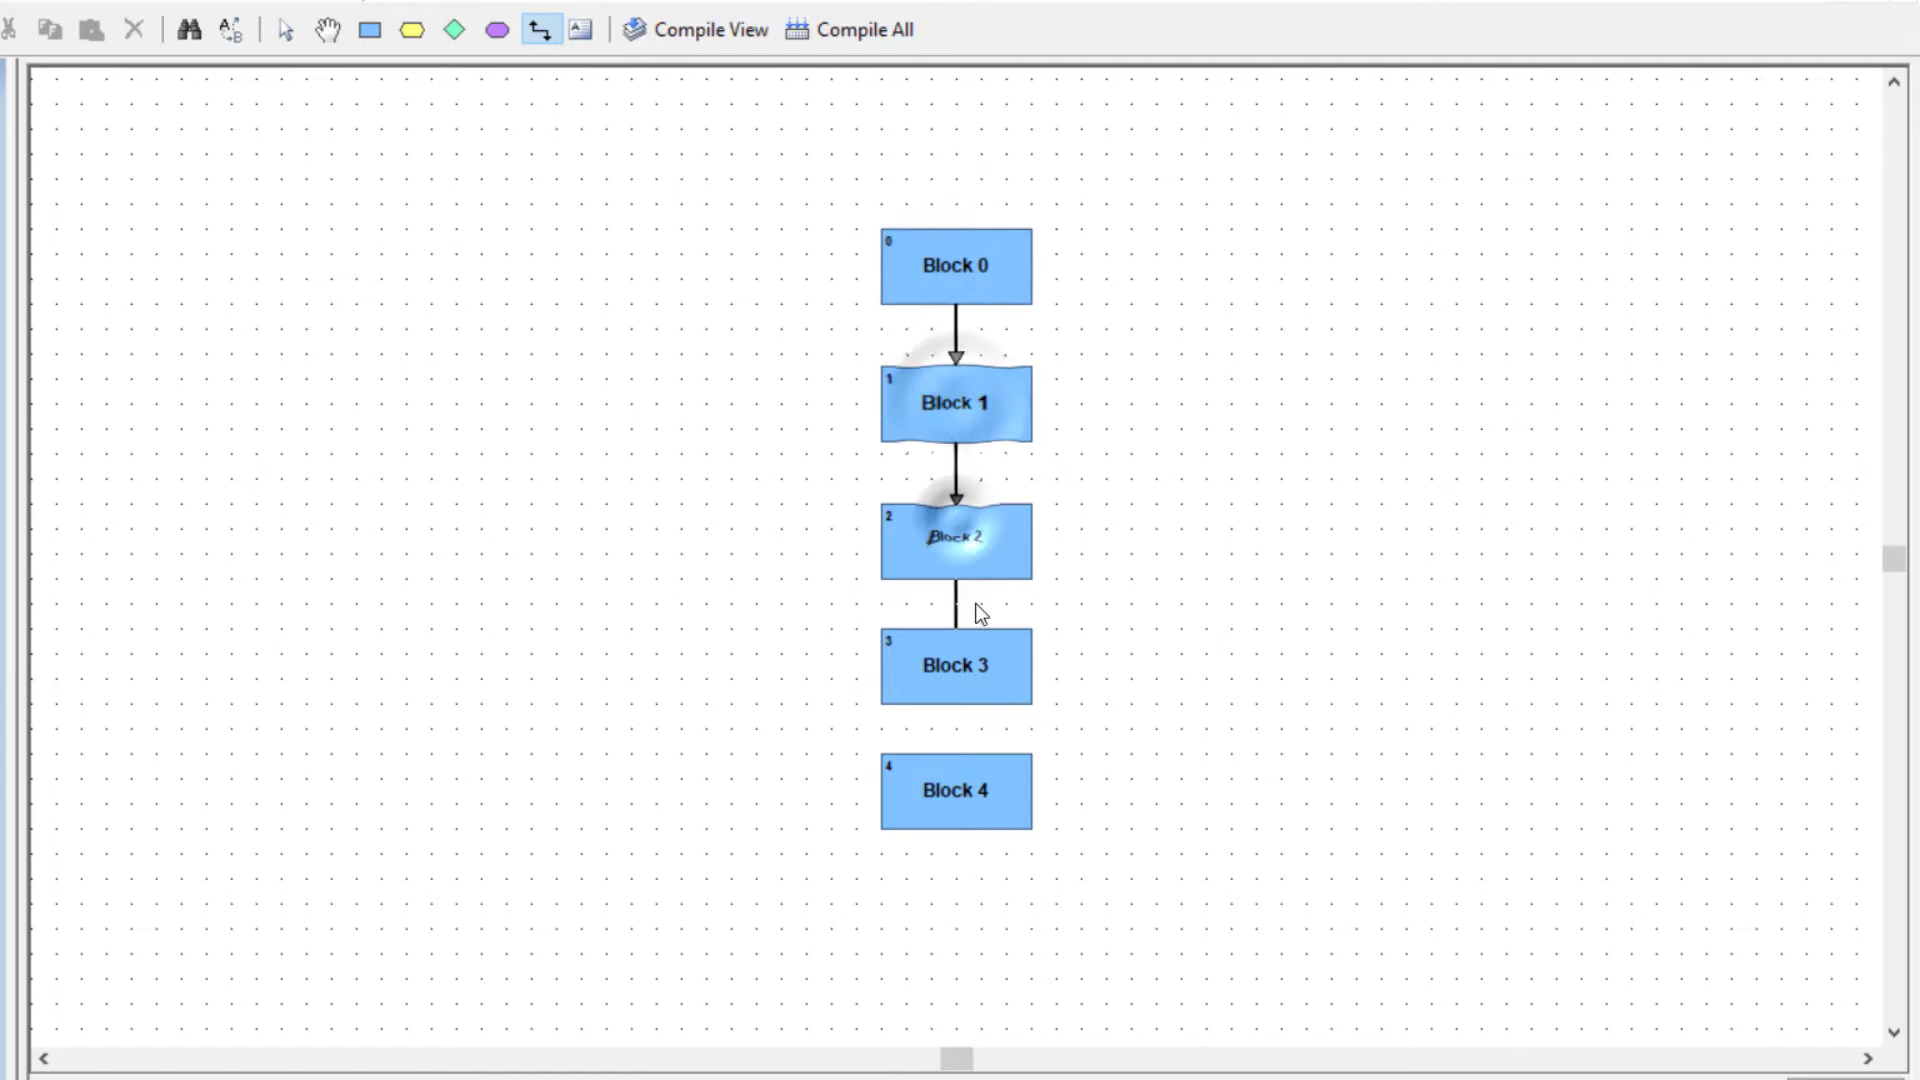 Compile View Compile All
0
Block 0
1
Block 1
2
Block 2
3
Block 3
4
Block 4